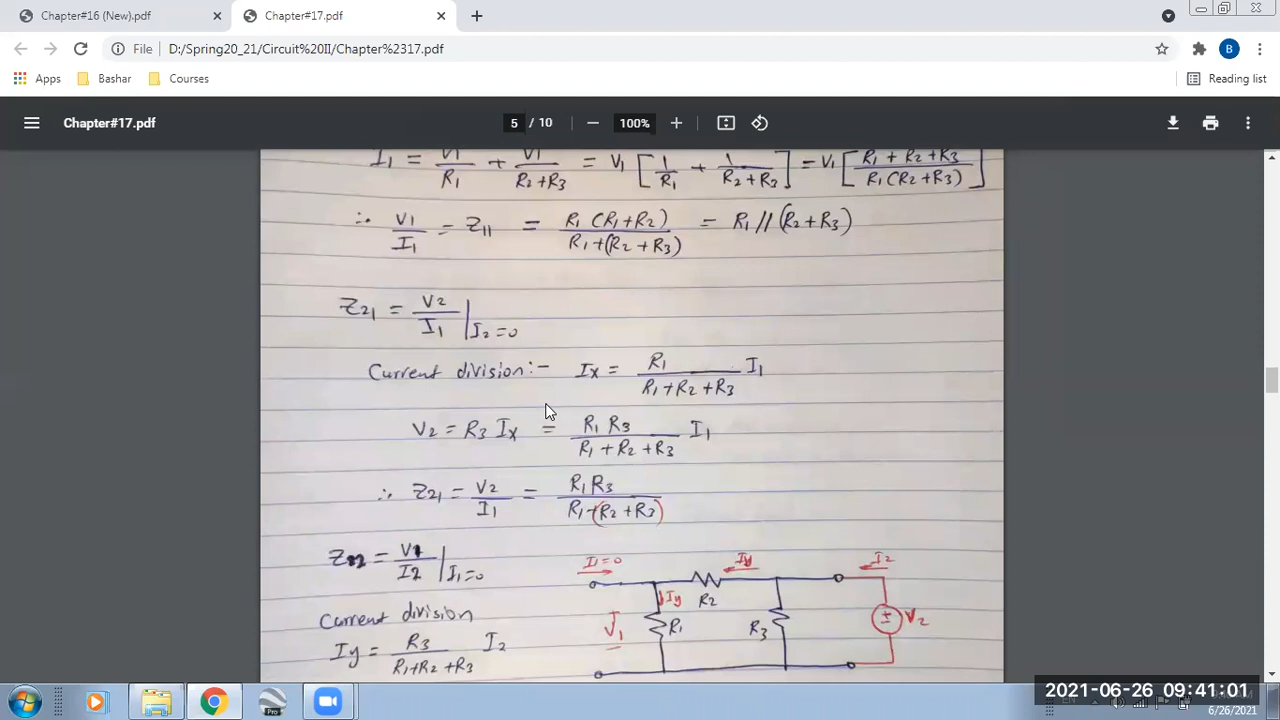 Chapter#16 (New).pdf
Chapter#17.pdf
File D:/Spring20_21/Circuit%20II/Chapter%2317.pdf
B
Apps Bashar Courses
Reading list
Chapter#17.pdf
5 / 10
100%
I1 = V1/R1 + V1/(R2+R3) = V1 [1/R1 + 1/(R2+R3)] = V1 [(R1+R2+R3)/(R1(R2+R3))]
∴ V1/I1 = Z11 = R1(R1+R2)/(R1+(R2+R3)) = R1//(R2+R3)
Z21 = V2/I1 | I2=0
Current division:- Ix = R1/(R1+R2+R3) I1
V2 = R3 Ix = R1 R3/(R1+R2+R3) I1
∴ Z21 = V2/I1 = R1R3/(R1+(R2+R3)
Z12 = V1/I2 | I1=0
Current division
Iy = R3/(R1+R2+R3) I2
I1=0
Iy
I2
Iy
R2
V1
R1
R3
±
V2
Pro
2021-06-26 09:41:01
6/26/2021